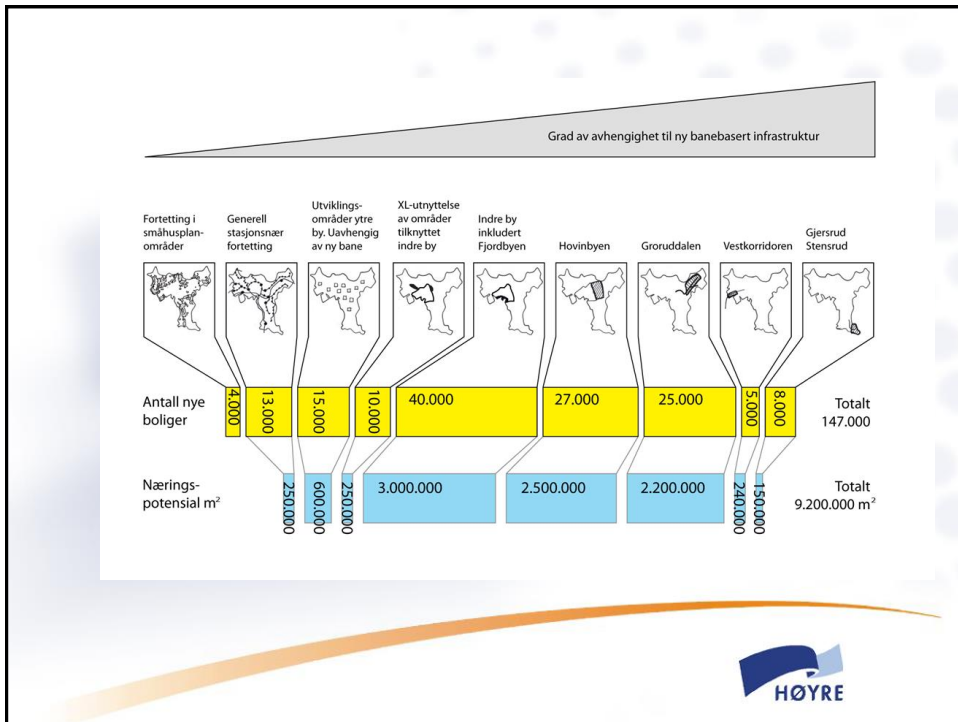 Grad av avhengighet til ny banebasert infrastruktur
Fortetting i
småhusplan-
områder
Generell
stasjonsnær
fortetting
Utviklings-
områder ytre
by. Uavhengig
av ny bane
XL-utnyttelse
av områder
tilknyttet
indre by
Indre by
inkludert
Fjordbyen
Hovinbyen
Groruddalen
Vestkorridoren
Gjersrud
Stensrud
Antall nye
boliger
4.000
13.000
15.000
10.000
40.000
27.000
25.000
5.000
8.000
Totalt
147.000
Nærings-
potensial m²
250.000
600.000
250.000
3.000.000
2.500.000
2.200.000
240.000
150.000
Totalt
9.200.000 m²
HØYRE